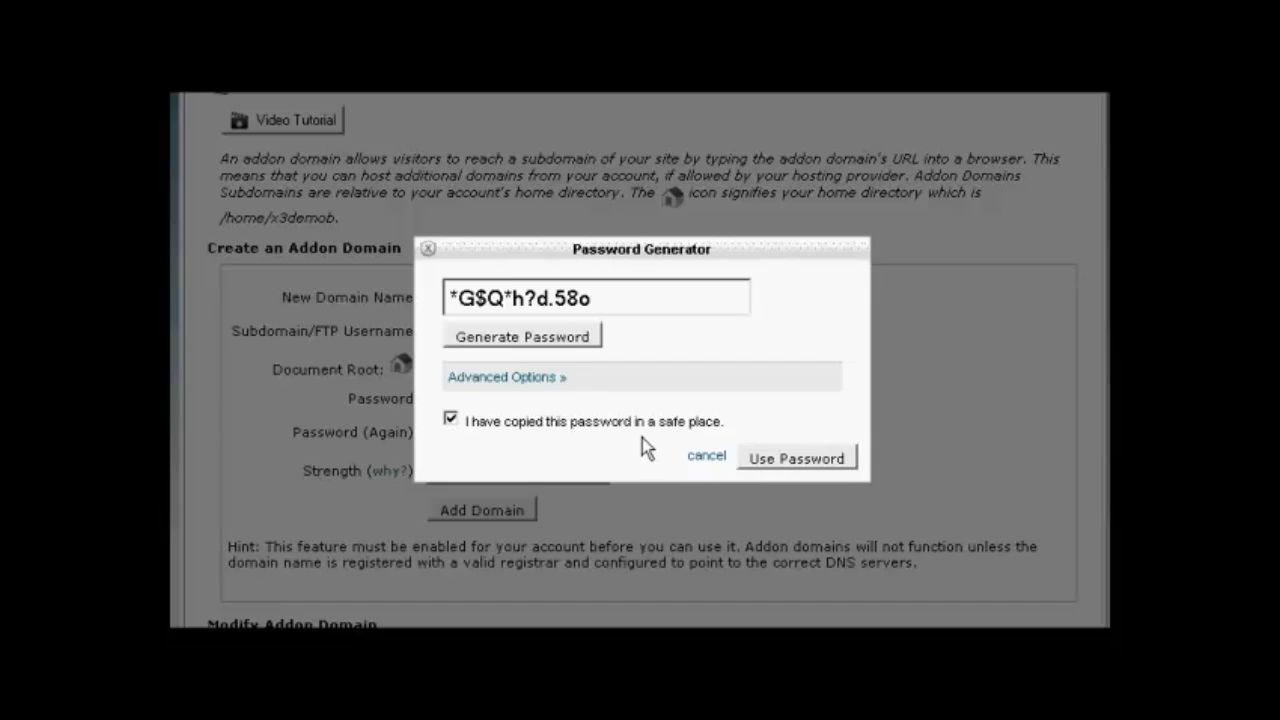 Video Tutorial
An addon domain allows visitors to reach a subdomain of your site by typing the addon domain's URL into a browser. This
means that you can host additional domains from your account, if allowed by your hosting provider. Addon Domains
Subdomains are relative to your account's home directory. The icon signifies your home directory which is
/home/x3demob.
Create an Addon Domain
Password Generator
New Domain Name
*G$Q*h?d.58o
Subdomain/FTP Username
Generate Password
Document Root:
Advanced Options »
Password
I have copied this password in a safe place.
Password (Again)
cancel
Use Password
Strength (why?)
Add Domain
Hint: This feature must be enabled for your account before you can use it. Addon domains will not function unless the
domain name is registered with a valid registrar and configured to point to the correct DNS servers.
Modify Addon Domain